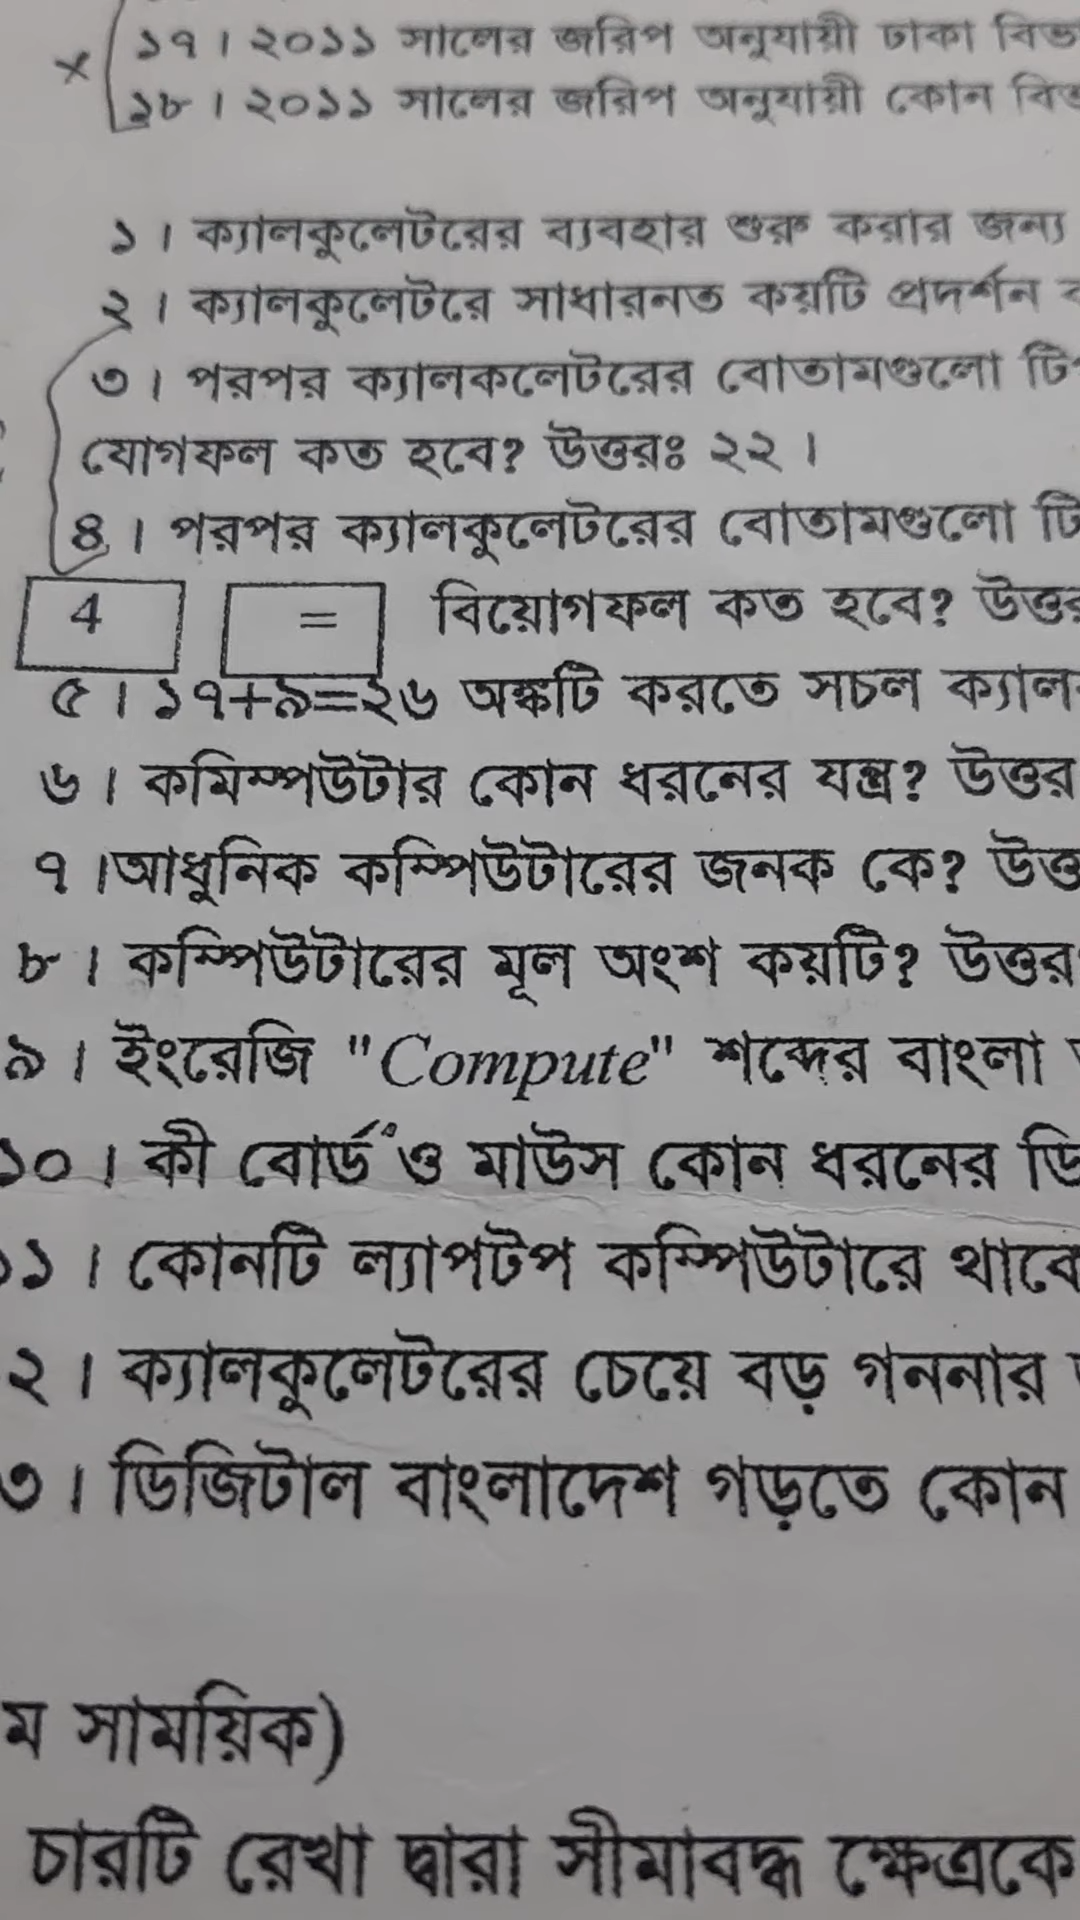 ১৭। ২০১১ সালের জরিপ অনুযায়ী ঢাকা
১৮। ২০১১ সালের জরিপ অনুযায়ী কোন
১। ক্যালকুলেটরের ব্যবহার শুরু করার জন্য
২। ক্যালকুলেটরে সাধারনত কয়টি প্রদর্শন
৩। পরপর ক্যালকলেটরের বোতামগুলো
যোগফল কত হবে? উত্তরঃ ২২।
৪। পরপর ক্যালকুলেটরের বোতামগুলো
4 = বিয়োগফল কত হবে?
৫। ১৭+৯=২৬ অঙ্কটি করতে সচল
৬। কমিম্পউটার কোন ধরনের যন্ত্র? উত্তর
৭।আধুনিক কম্পিউটারের জনক কে?
৮। কম্পিউটারের মূল অংশ কয়টি? উত্তর
৯। ইংরেজি "Compute" শব্দের বাংলা
১০। কী বোর্ড ও মাউস কোন ধরনের
১। কোনটি ল্যাপটপ কম্পিউটারে
২। ক্যালকুলেটরের চেয়ে বড় গননার
৩। ডিজিটাল বাংলাদেশ গড়তে কোন
ম সাময়িক)
চারটি রেখা দ্বারা সীমাবদ্ধ ক্ষেত্রকে